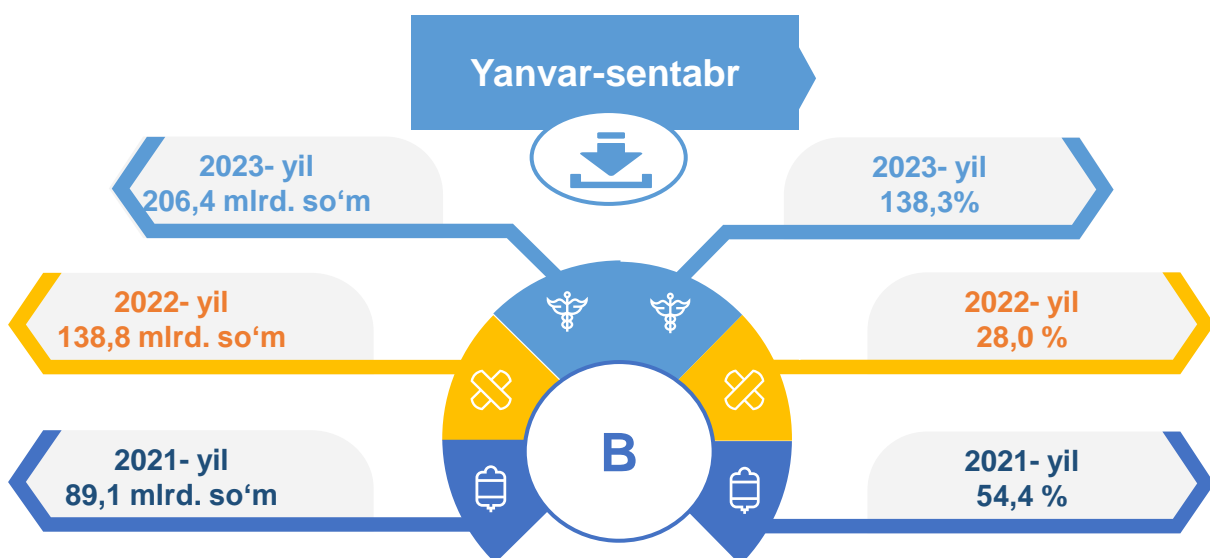 Yanvar-sentabr
2023- yil
206,4 mlrd. so‘m
2023- yil
138,3%
2022- yil
138,8 mlrd. so‘m
2022- yil
28,0 %
2021- yil
89,1 mlrd. so‘m
2021- yil
54,4 %
B